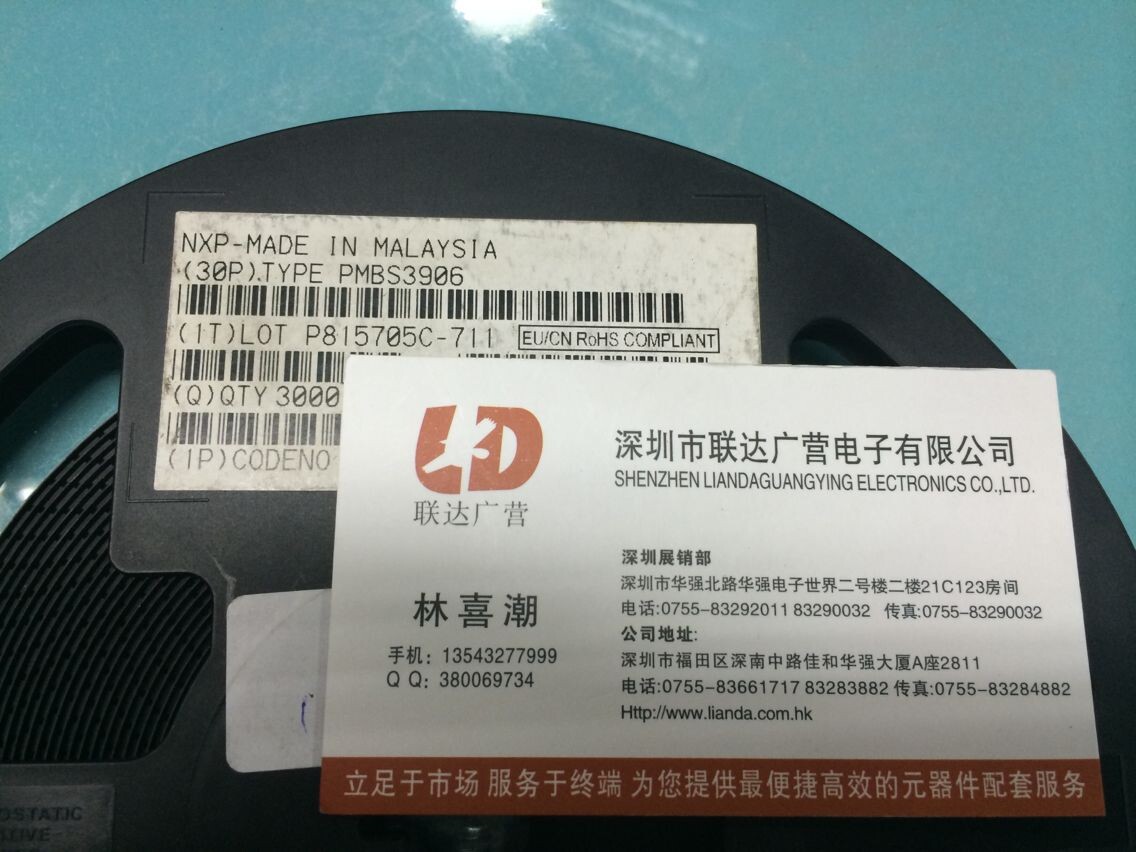 NXP-MADE IN MALAYSIA
(30P).TYPE PMBS3906
(1T)LOT P815705C-711 EU/CN RoHS COMPLIANT
(Q)QTY 3000
(1P)CODENO
LD
联达广营
深圳市联达广营电子有限公司
SHENZHEN LIANDAGUANGYING ELECTRONICS CO.,LTD.
林喜潮
手机：13543277999
Q Q：380069734
深圳展销部
深圳市华强北路华强电子世界二号楼二楼21C123房间
电话:0755-83292011 83290032 传真:0755-83290032
公司地址:
深圳市福田区深南中路佳和华强大厦A座2811
电话:0755-83661717 83283882 传真:0755-83284882
Http://www.lianda.com.hk
立足于市场 服务于终端 为您提供最便捷高效的元器件配套服务